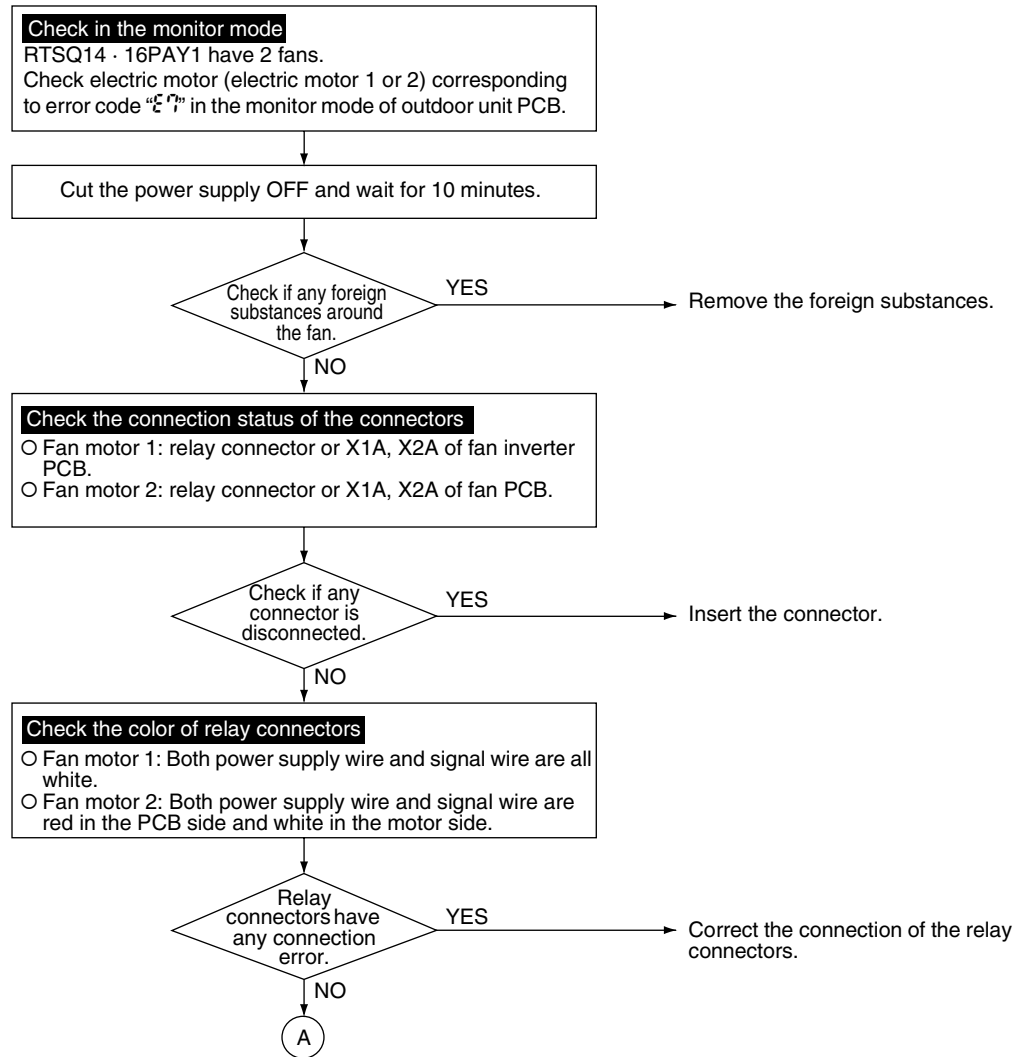 Check in the monitor mode
RTSQ14 · 16PAY1 have 2 fans.
Check electric motor (electric motor 1 or 2) corresponding
to error code “E7” in the monitor mode of outdoor unit PCB.
Cut the power supply OFF and wait for 10 minutes.
Check if any foreign
substances around
the fan.
YES
Remove the foreign substances.
NO
Check the connection status of the connectors
○ Fan motor 1: relay connector or X1A, X2A of fan inverter
PCB.
○ Fan motor 2: relay connector or X1A, X2A of fan PCB.
Check if any
connector is
disconnected.
YES
Insert the connector.
NO
Check the color of relay connectors
○ Fan motor 1: Both power supply wire and signal wire are all
white.
○ Fan motor 2: Both power supply wire and signal wire are
red in the PCB side and white in the motor side.
Relay
connectors have
any connection
error.
YES
Correct the connection of the relay
connectors.
NO
A